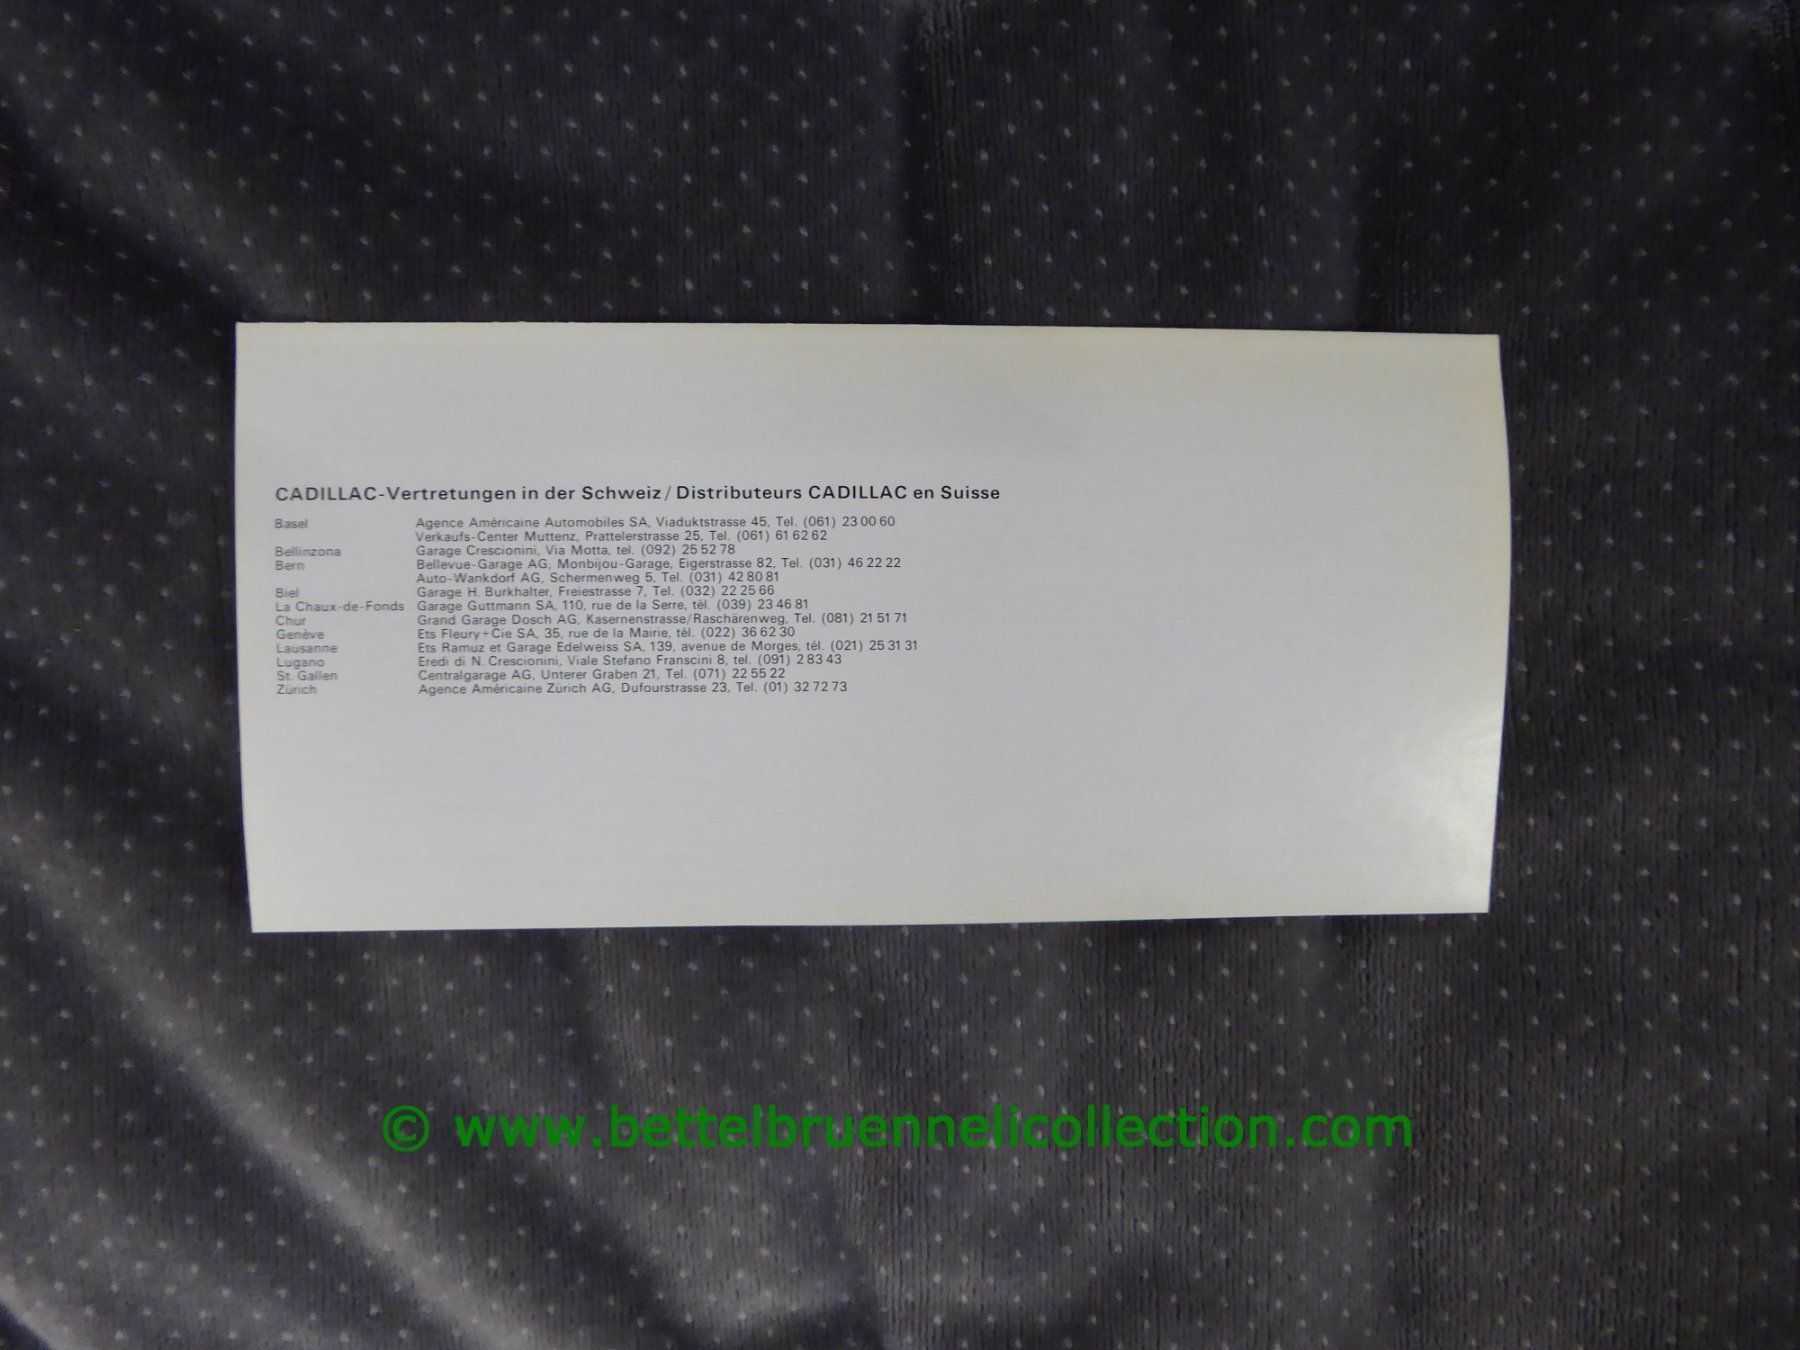 CADILLAC-Vertretungen in der Schweiz / Distributeurs CADILLAC en Suisse
Basel Agence Américaine Automobiles SA, Viaduktstrasse 45, Tel. (061) 23 00 60
Verkaufs-Center Muttenz, Prattelerstrasse 25, Tel. (061) 61 62 62
Bellinzona Garage Crescionini, Via Motta, tel. (092) 25 52 78
Bern Bellevue-Garage AG, Monbijou-Garage, Eigerstrasse 82, Tel. (031) 46 22 22
Auto-Wankdorf AG, Schermenweg 5, Tel. (031) 42 80 81
Biel Garage H. Burkhalter, Freiestrasse 7, Tel. (032) 22 25 66
La Chaux-de-Fonds Garage Guttmann SA, 110, rue de la Serre, tél. (039) 23 46 81
Chur Grand Garage Dosch AG, Kasernenstrasse/Raschärenweg, Tel. (081) 21 51 71
Genève Ets Fleury+Cie SA, 35, rue de la Mairie, tél. (022) 36 62 30
Lausanne Ets Ramuz et Garage Edelweiss SA, 139, avenue de Morges, tél. (021) 25 31 31
Lugano Eredi di N. Crescionini, Viale Stefano Franscini 8, tel. (091) 2 83 43
St. Gallen Centralgarage AG, Unterer Graben 21, Tel. (071) 22 55 22
Zürich Agence Américaine Zürich AG, Dufourstrasse 23, Tel. (01) 32 72 73
© www.bettelbruennelicollection.com